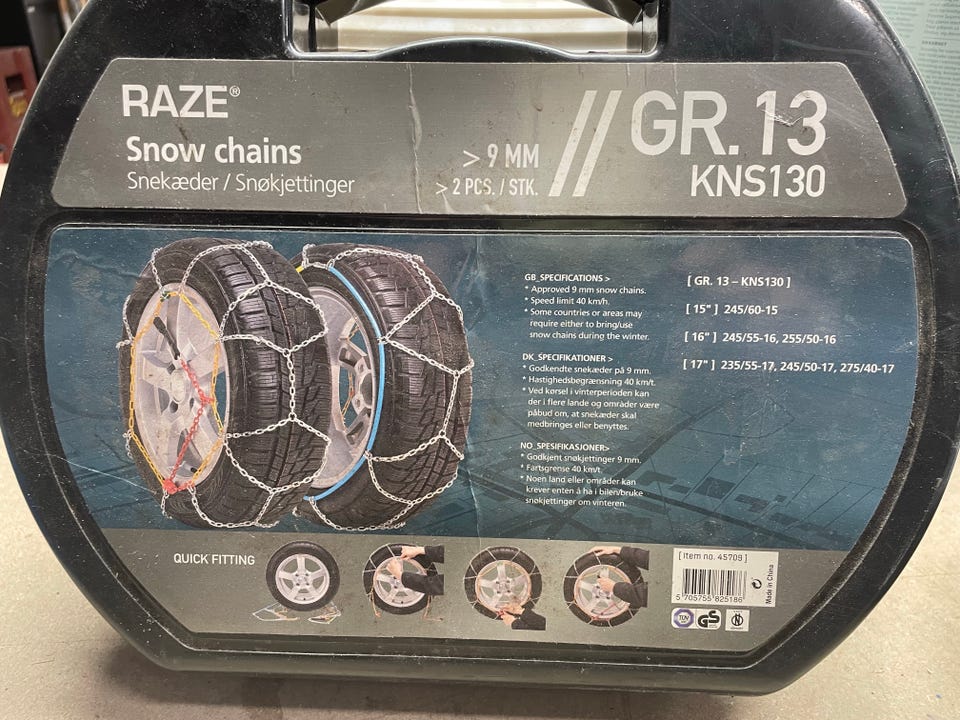 RAZE®
Snow chains
Snekæder / Snøkjettinger
> 9 MM
> 2 PCS. / STK.
GR. 13
KNS130
GB_SPECIFICATIONS >
* Approved 9 mm snow chains.
* Speed limit 40 km/h.
* Some countries or areas may
require either to bring/use
snow chains during the winter.
DK_SPECIFIKATIONER >
* Godkendte snekæder på 9 mm.
* Hastighedsbegrænsning 40 km/t.
* Ved kørsel i vinterperioden kan
der i flere lande og områder være
påbud om, at snekæder skal
medbringes eller benyttes.
NO_SPESIFIKASJONER>
* Godkjent snøkjettinger 9 mm.
* Fartsgrense 40 km/t.
* Noen land eller områder kan
krever enten å ha i bilen/bruke
snøkjettinger om vinteren.
[ GR. 13 – KNS130 ]
[ 15" ] 245/60-15
[ 16" ] 245/55-16, 255/50-16
[ 17" ] 235/55-17, 245/50-17, 275/40-17
QUICK FITTING
[ Item no. 45709 ]
5 705755 825186
Made in China
TÜV
GS